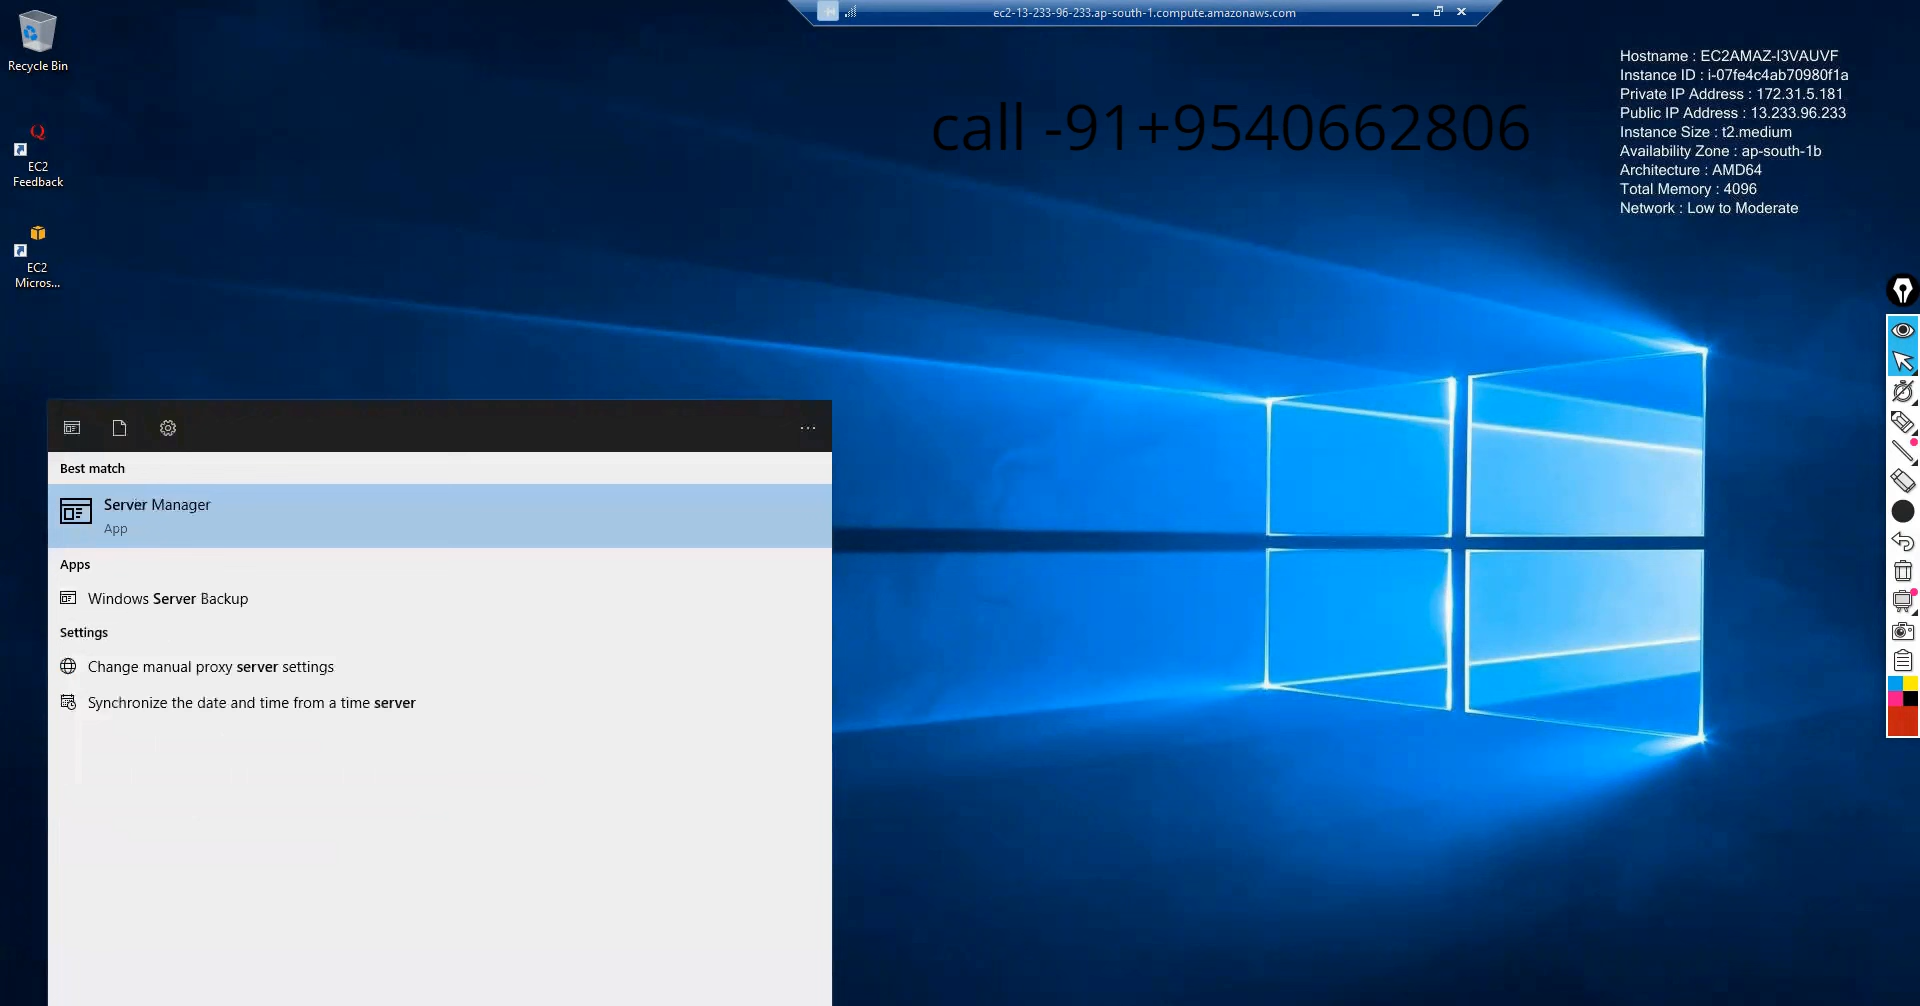 ec2-13-233-96-233.ap-south-1.compute.amazonaws.com
Recycle Bin
EC2
Feedback
EC2
Micros...
call -91+9540662806
Hostname : EC2AMAZ-I3VAUVF
Instance ID : i-07fe4c4ab70980f1a
Private IP Address : 172.31.5.181
Public IP Address : 13.233.96.233
Instance Size : t2.medium
Availability Zone : ap-south-1b
Architecture : AMD64
Total Memory : 4096
Network : Low to Moderate
Best match
Server Manager
App
Apps
Windows Server Backup
Settings
Change manual proxy server settings
Synchronize the date and time from a time server